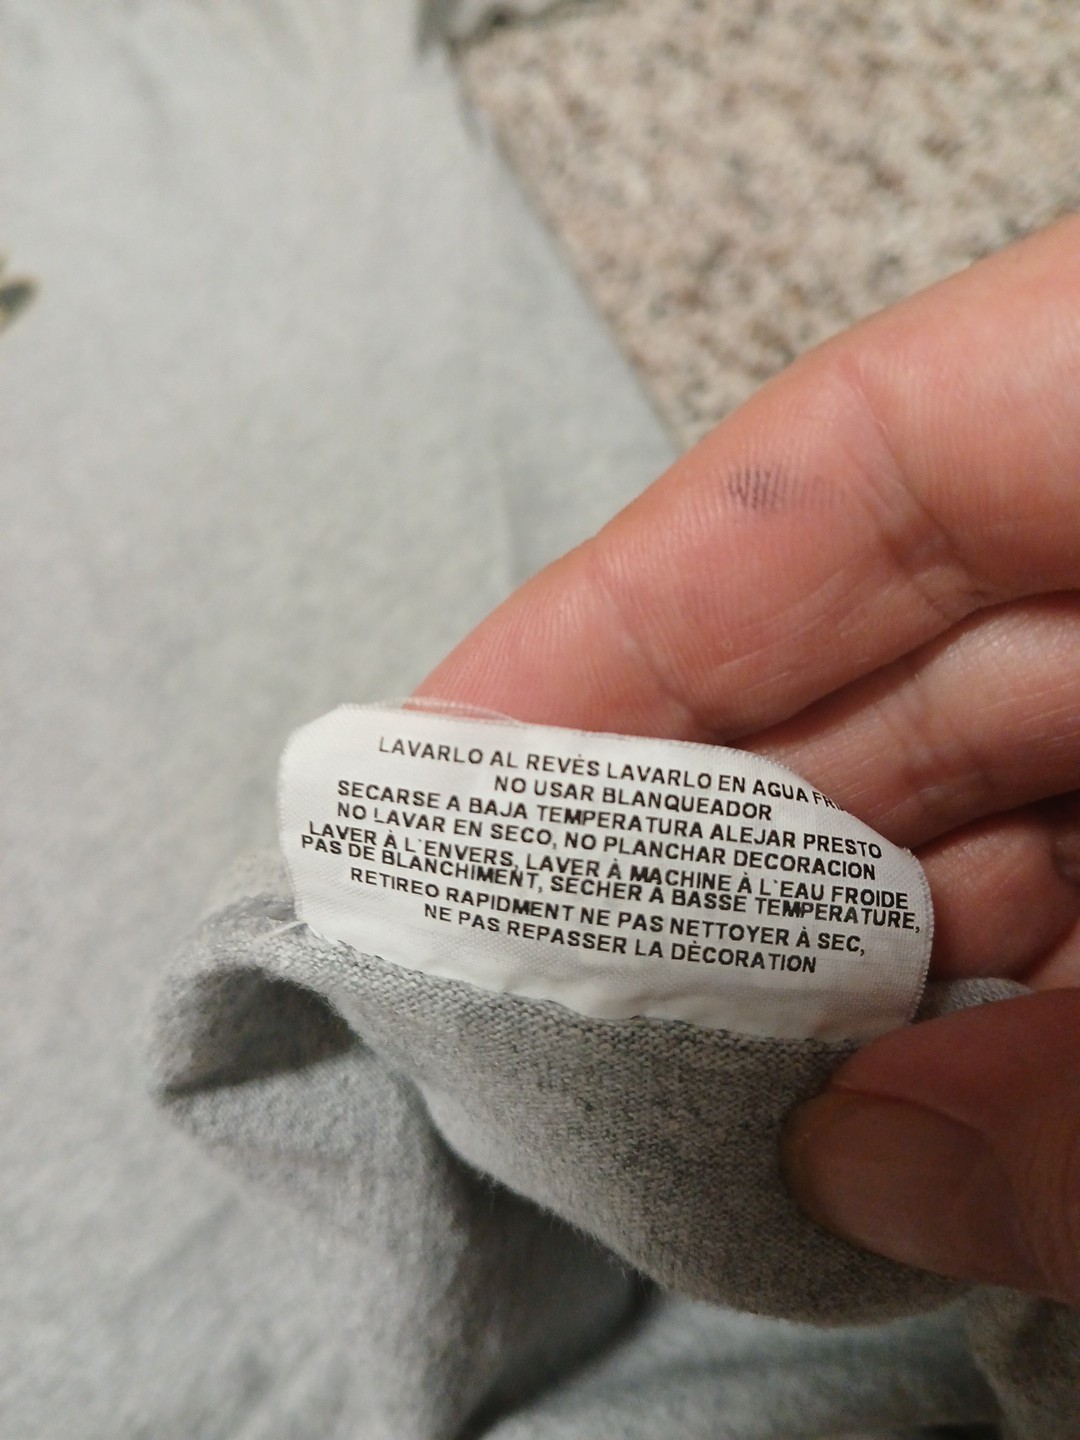 LAVARLO AL REVÈS LAVARLO EN AGUA
NO USAR BLANQUEADOR
SECARSE A BAJA TEMPERATURA ALEJAR PRESTO
NO LAVAR EN SECO, NO PLANCHAR DECORACION
LAVER À L'ENVERS, LAVER À MACHINE À L'EAU FROIDE
PAS DE BLANCHIMENT, SÈCHER À BASSE TEMPERATURE,
RETIREO RAPIDMENT NE PAS NETTOYER À SEC,
NE PAS REPASSER LA DÈCORATION